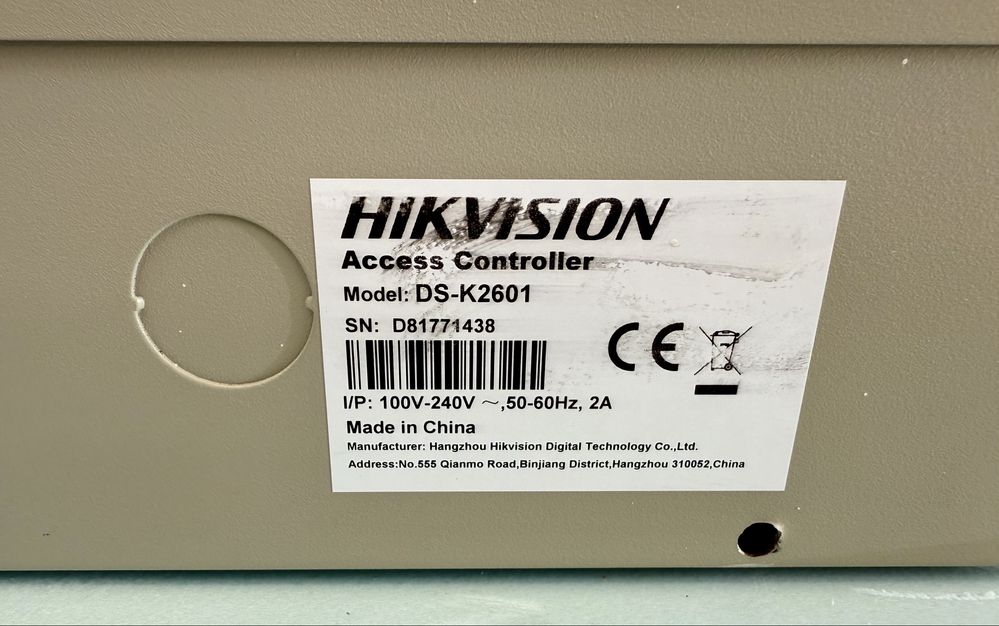 HIKVISION
Access Controller
Model: DS-K2601
SN: D81771438
CE
I/P: 100V-240V ～,50-60Hz, 2A
Made in China
Manufacturer: Hangzhou Hikvision Digital Technology Co.,Ltd.
Address:No.555 Qianmo Road,Binjiang District,Hangzhou 310052,China